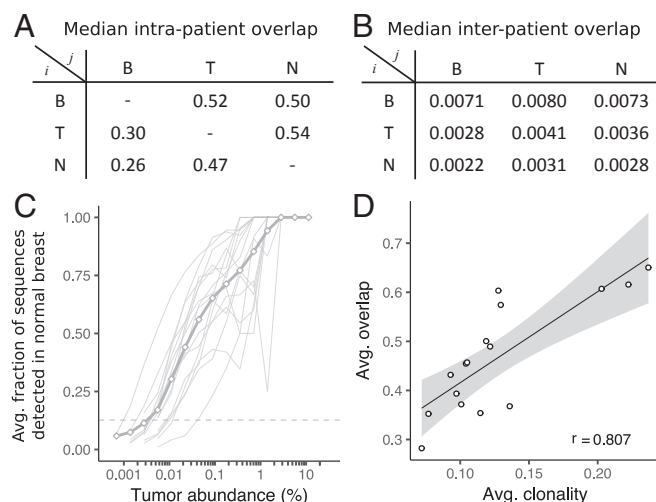 A Median intra-patient overlap
i j B T N
B - 0.52 0.50
T 0.30 - 0.54
N 0.26 0.47 -
B Median inter-patient overlap
i j B T N
B 0.0071 0.0080 0.0073
T 0.0028 0.0041 0.0036
N 0.0022 0.0031 0.0028
C
Avg. fraction of sequences
detected in normal breast
1.00
0.75
0.50
0.25
0.00
0.001 0.01 0.1 1 10
Tumor abundance (%)
D
Avg. overlap
0.7
0.6
0.5
0.4
0.3
r = 0.807
0.10 0.15 0.20
Avg. clonality